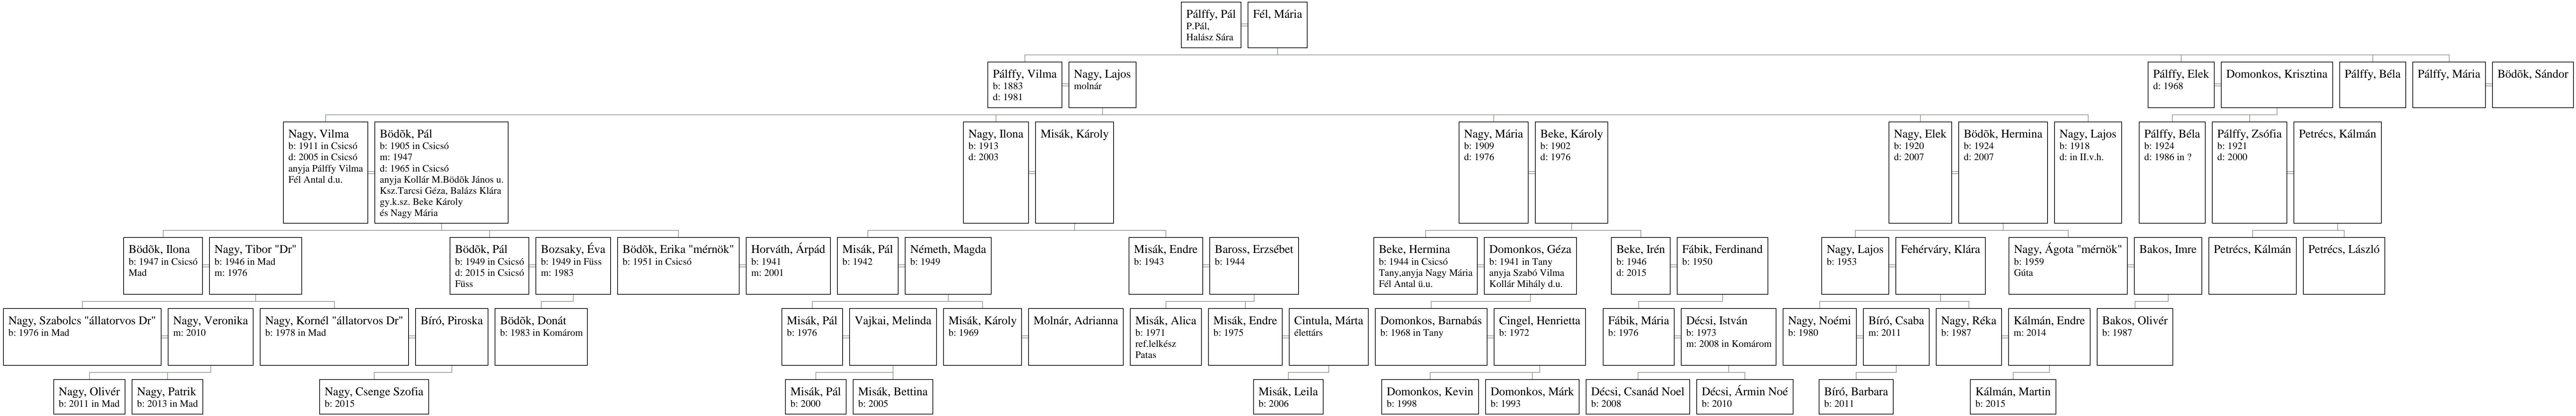 Pálffy, Pál
P.Pál,
Halász Sára
Fél, Mária
Pálffy, Vilma
b: 1883
d: 1981
Nagy, Lajos
molnár
Pálffy, Elek
d: 1968
Domonkos, Krisztina
Pálffy, Béla
Pálffy, Mária
Bödõk, Sándor
Nagy, Vilma
b: 1911 in Csicsó
d: 2005 in Csicsó
anyja Pálffy Vilma
Fél Antal d.u.
Bödõk, Pál
b: 1905 in Csicsó
m: 1947
d: 1965 in Csicsó
anyja Kollár M.Bödõk János u.
Ksz.Tarcsi Géza, Balázs Klára
gy.k.sz. Beke Károly
és Nagy Mária
Nagy, Ilona
b: 1913
d: 2003
Misák, Károly
Nagy, Mária
b: 1909
d: 1976
Beke, Károly
b: 1902
d: 1976
Nagy, Elek
b: 1920
d: 2007
Bödõk, Hermina
b: 1924
d: 2007
Nagy, Lajos
b: 1918
d: in II.v.h.
Pálffy, Béla
b: 1924
d: 1986 in ?
Pálffy, Zsófia
b: 1921
d: 2000
Petrécs, Kálmán
Bödõk, Ilona
b: 1947 in Csicsó
Mad
Nagy, Tibor "Dr"
b: 1946 in Mad
m: 1976
Bödõk, Pál
b: 1949 in Csicsó
d: 2015 in Csicsó
Füss
Bozsaky, Éva
b: 1949 in Füss
m: 1983
Bödõk, Erika "mérnök"
b: 1951 in Csicsó
Horváth, Árpád
b: 1941
m: 2001
Misák, Pál
b: 1942
Németh, Magda
b: 1949
Misák, Endre
b: 1943
Baross, Erzsébet
b: 1944
Beke, Hermina
b: 1944 in Csicsó
Tany,anyja Nagy Mária
Fél Antal ü.u.
Domonkos, Géza
b: 1941 in Tany
anyja Szabó Vilma
Kollár Mihály d.u.
Beke, Irén
b: 1946
d: 2015
Fábik, Ferdinand
b: 1950
Nagy, Lajos
b: 1953
Fehérváry, Klára
Nagy, Ágota "mérnök"
b: 1959
Gúta
Bakos, Imre
Petrécs, Kálmán
Petrécs, László
Nagy, Szabolcs "állatorvos Dr"
b: 1976 in Mad
Nagy, Veronika
m: 2010
Nagy, Kornél "állatorvos Dr"
b: 1978 in Mad
Bíró, Piroska
Bödõk, Donát
b: 1983 in Komárom
Misák, Pál
b: 1976
Vajkai, Melinda
Misák, Károly
b: 1969
Molnár, Adrianna
Misák, Alica
b: 1971
ref.lelkész
Patas
Misák, Endre
b: 1975
Cintula, Márta
élettárs
Domonkos, Barnabás
b: 1968 in Tany
Cingel, Henrietta
b: 1972
Fábik, Mária
b: 1976
Décsi, István
b: 1973
m: 2008 in Komárom
Nagy, Noémi
b: 1980
Bíró, Csaba
m: 2011
Nagy, Réka
b: 1987
Kálmán, Endre
m: 2014
Bakos, Olivér
b: 1987
Nagy, Olivér
b: 2011 in Mad
Nagy, Patrik
b: 2013 in Mad
Nagy, Csenge Szofia
b: 2015
Misák, Pál
b: 2000
Misák, Bettina
b: 2005
Misák, Leila
b: 2006
Domonkos, Kevin
b: 1998
Domonkos, Márk
b: 1993
Décsi, Csanád Noel
b: 2008
Décsi, Ármin Noé
b: 2010
Bíró, Barbara
b: 2011
Kálmán, Martin
b: 2015